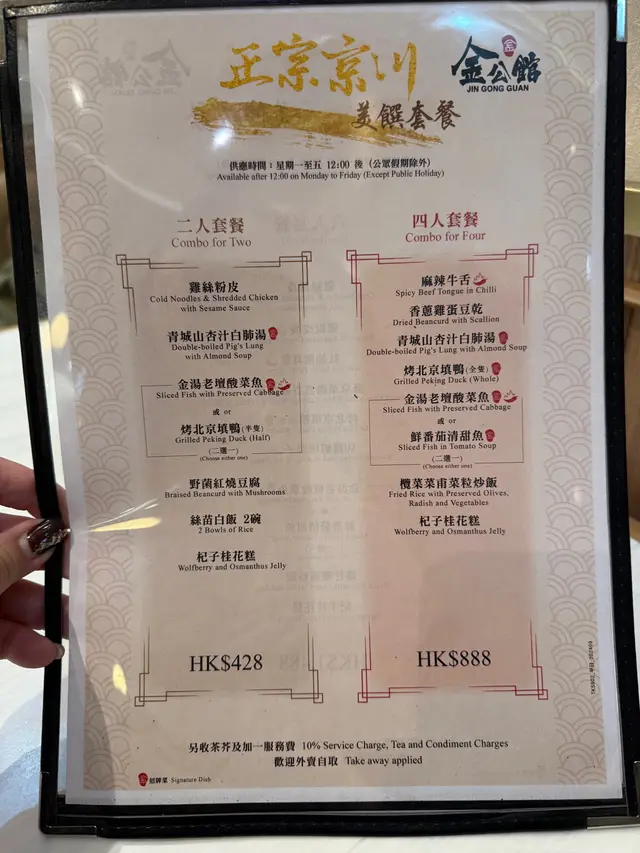 正宗京川
美饌套餐
金公館
JIN GONG GUAN
供應時間：星期一至五 12:00 後（公眾假期除外）
Available after 12:00 on Monday to Friday (Except Public Holiday)
二人套餐
Combo for Two
雞絲粉皮
Cold Noodles & Shredded Chicken
with Sesame Sauce
青城山杏汁白肺湯
Double-boiled Pig's Lung
with Almond Soup
金湯老壇酸菜魚
Sliced Fish with Preserved Cabbage
或 or
烤北京填鴨(半隻)
Grilled Peking Duck (Half)
(二選一)
(Choose either one)
野菌紅燒豆腐
Braised Beancurd with Mushrooms
絲苗白飯 2碗
2 Bowls of Rice
杞子桂花糕
Wolfberry and Osmanthus Jelly
HK$428
四人套餐
Combo for Four
麻辣牛舌
Spicy Beef Tongue in Chilli
香蔥雞蛋豆乾
Dried Beancurd with Scallion
青城山杏汁白肺湯
Double-boiled Pig's Lung with Almond Soup
烤北京填鴨(全隻)
Grilled Peking Duck (Whole)
金湯老壇酸菜魚
Sliced Fish with Preserved Cabbage
或 or
鮮番茄清甜魚
Sliced Fish in Tomato Soup
(二選一)
(Choose either one)
欖菜菜甫菜粒炒飯
Fried Rice with Preserved Olives,
Radish and Vegetables
杞子桂花糕
Wolfberry and Osmanthus Jelly
HK$888
另收茶芥及加一服務費 10% Service Charge, Tea and Condiment Charges
歡迎外賣自取 Take away applied
招牌菜 Signature Dish